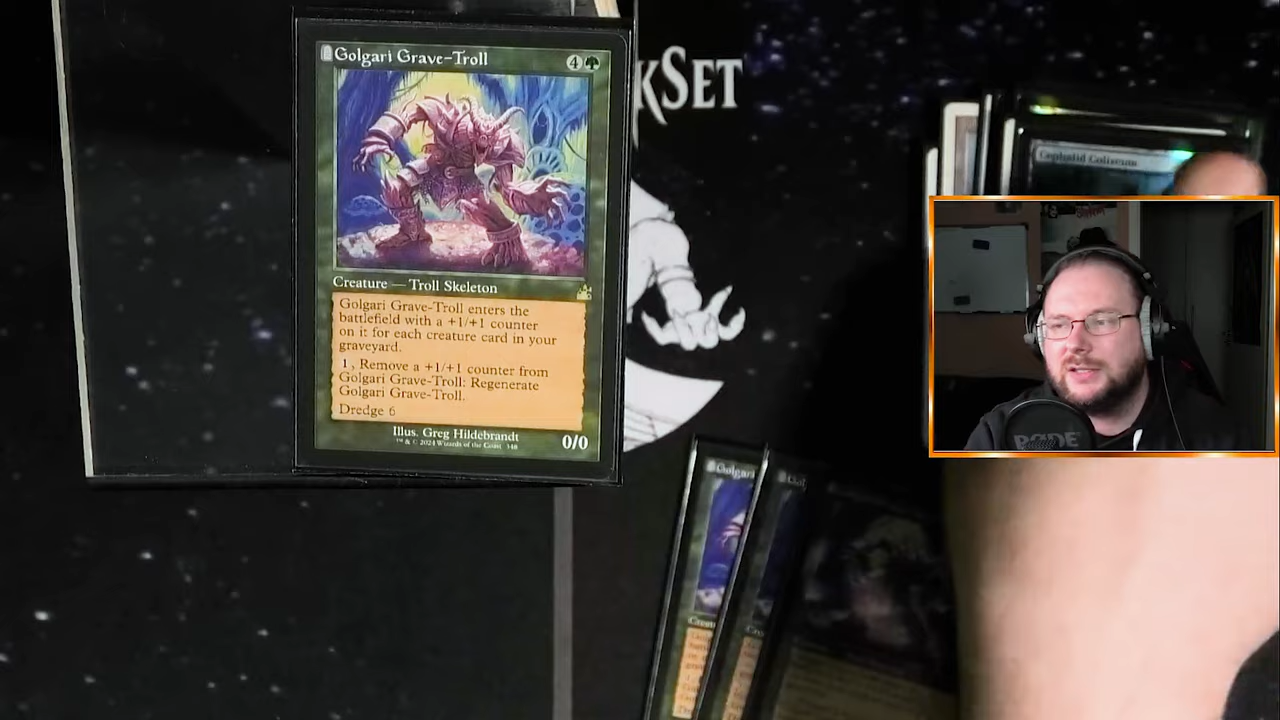 Golgari Grave-Troll
4
Creature — Troll Skeleton
Golgari Grave-Troll enters the
battlefield with a +1/+1 counter
on it for each creature card in your
graveyard.
1, Remove a +1/+1 counter from
Golgari Grave-Troll: Regenerate
Golgari Grave-Troll.
Dredge 6
Illus. Greg Hildebrandt
™ & © 2024 Wizards of the Coast 348
0/0
kSet
Cephalid Coliseum
RØDE
Golgari